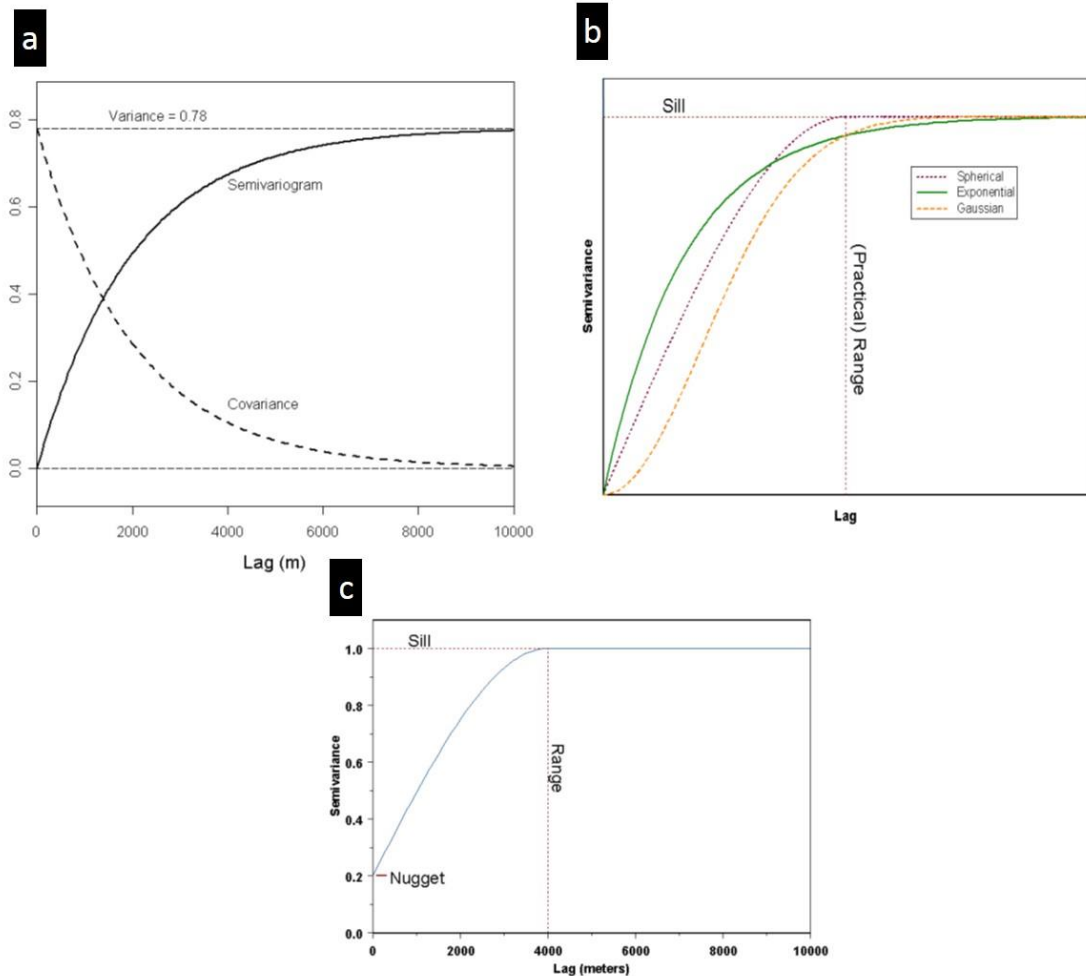 a
Variance = 0.78
Semivariogram
Covariance
0.8
0.6
0.4
0.2
0.0
0 2000 4000 6000 8000 10000
Lag (m)
b
Sill
Spherical
Exponential
Gaussian
(Practical) Range
Semivariance
Lag
c
Sill
Range
Nugget
Semivariance
1.0
0.8
0.6
0.4
0.2
0.0
0 2000 4000 6000 8000 10000
Lag (meters)